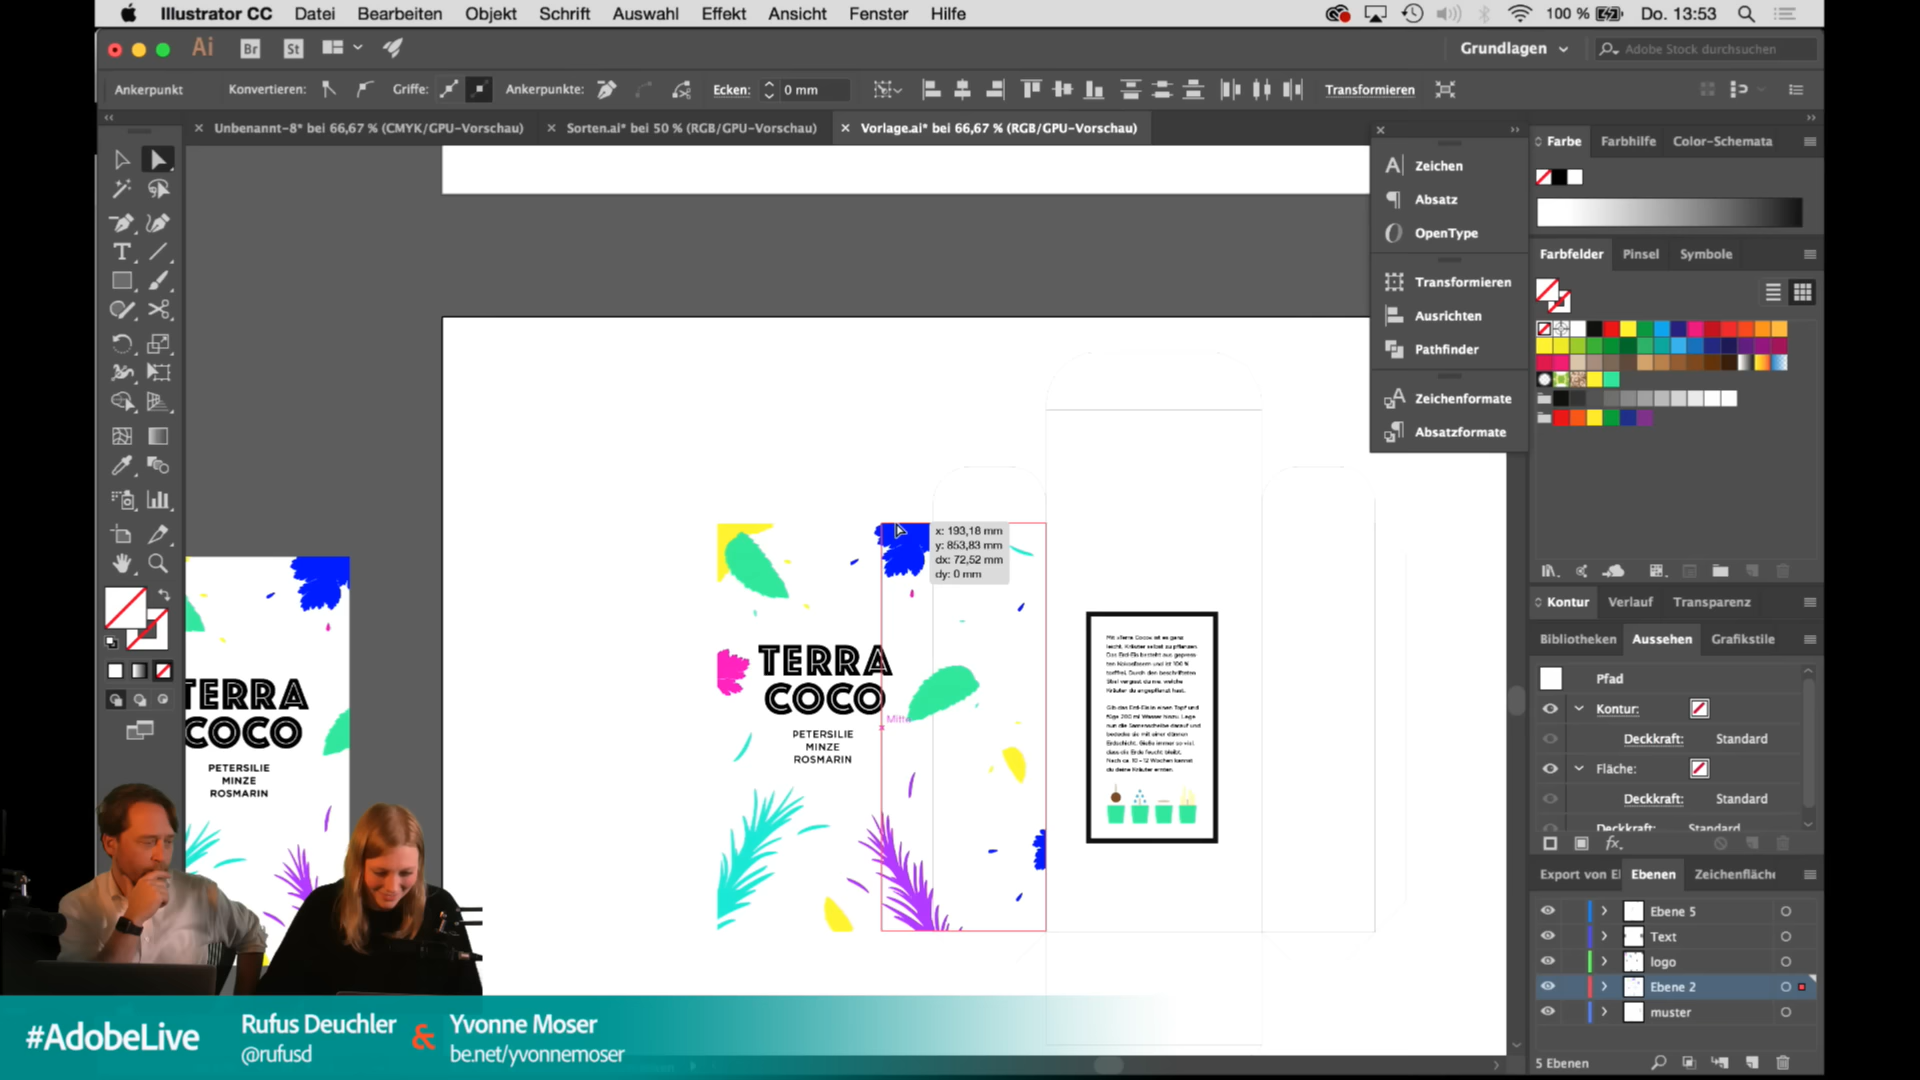 Illustrator CC Datei Bearbeiten Objekt Schrift Auswahl Effekt Ansicht Fenster Hilfe
100 % Do. 13:53
Ai Br St Grundlagen Adobe Stock durchsuchen
Ankerpunkt Konvertieren: Griffe: Ankerpunkte: Ecken: 0 mm Transformieren
Unbenannt-8* bei 66,67 % (CMYK/GPU-Vorschau) Sorten.ai* bei 50 % (RGB/GPU-Vorschau) Vorlage.ai* bei 66,67 % (RGB/GPU-Vorschau)
Zeichen
Absatz
OpenType
Transformieren
Ausrichten
Pathfinder
Zeichenformate
Absatzformate
Farbe Farbhilfe Color-Schemata
Farbfelder Pinsel Symbole
Kontur Verlauf Transparenz
Bibliotheken Aussehen Grafikstile
Pfad
Kontur:
Deckkraft: Standard
Fläche:
Deckkraft: Standard
Deckkraft: Standard
Export von El Ebenen Zeichenfläche
Ebene 5
Text
logo
Ebene 2
muster
5 Ebenen
x: 193,18 mm
y: 853,83 mm
dx: 72,52 mm
dy: 0 mm
TERRA
COCO
PETERSILIE
MINZE
ROSMARIN
TERRA
COCO
PETERSILIE
MINZE
ROSMARIN
#AdobeLive
Rufus Deuchler & Yvonne Moser
@rufusd be.net/yvonnemoser